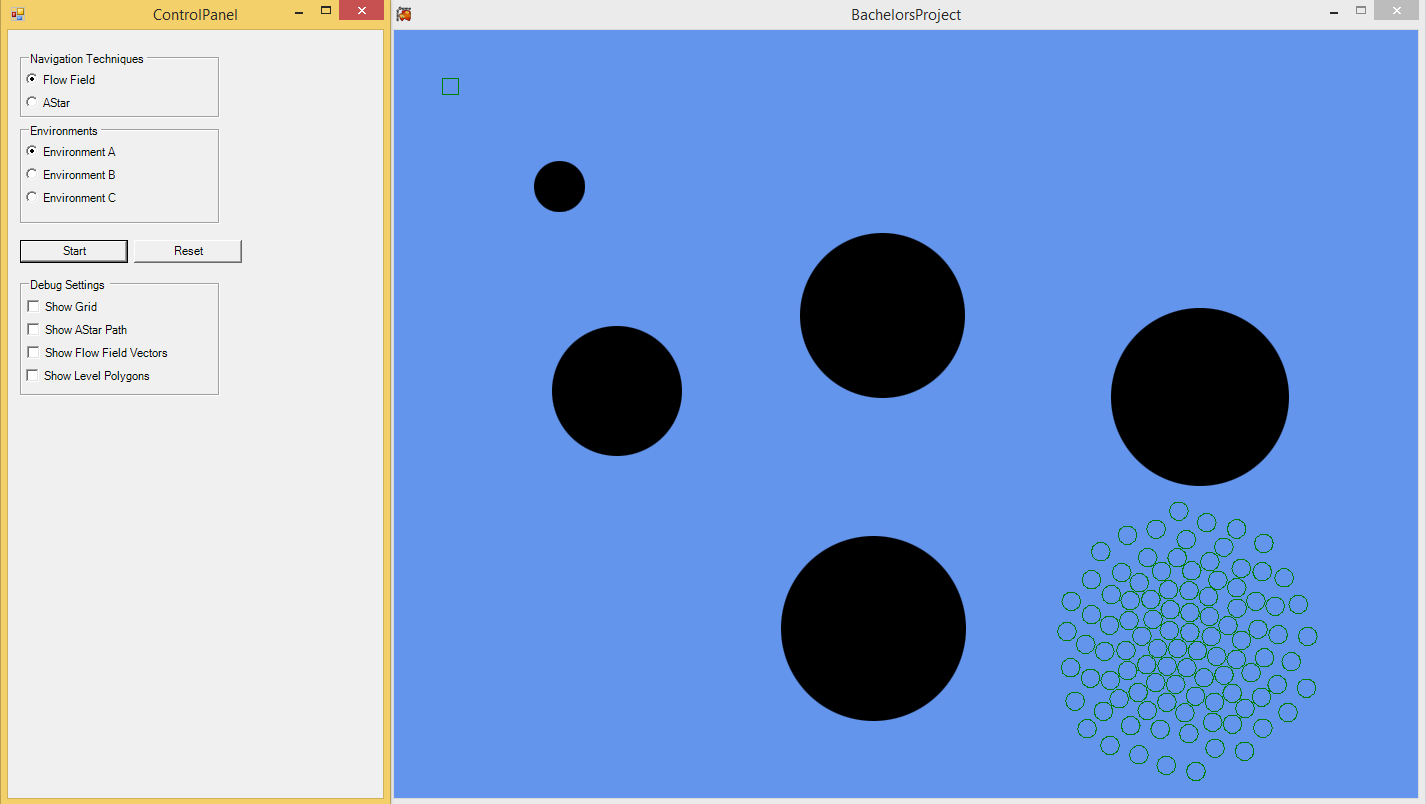 ControlPanel
Navigation Techniques
Flow Field
AStar
Environments
Environment A
Environment B
Environment C
Start
Reset
Debug Settings
Show Grid
Show AStar Path
Show Flow Field Vectors
Show Level Polygons
BachelorsProject